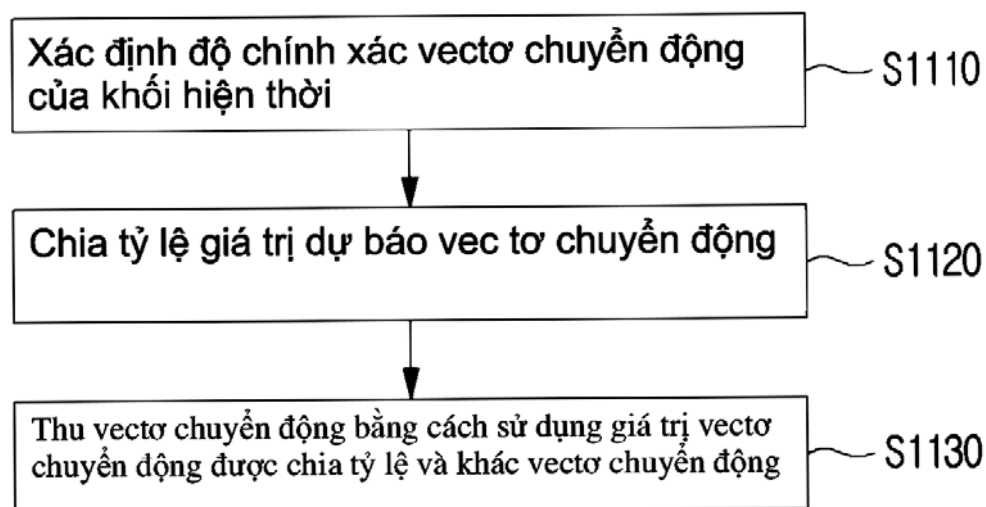 Xác định độ chính xác vectơ chuyển động
của khối hiện thời
S1110
Chia tỷ lệ giá trị dự báo vec tơ chuyển động
S1120
Thu vectơ chuyển động bằng cách sử dụng giá trị vectơ
chuyển động được chia tỷ lệ và khác vectơ chuyển động
S1130